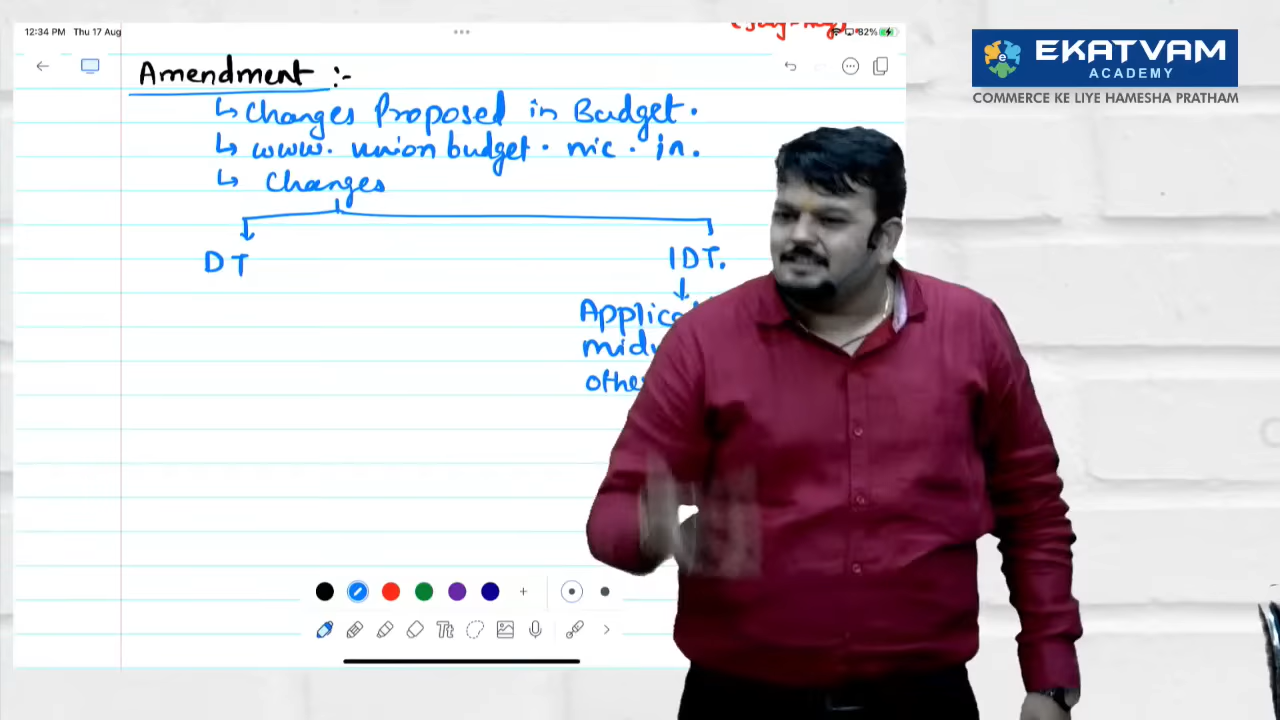 12:34 PM Thu 17 Aug
82%
EKATVAM
ACADEMY
COMMERCE KE LIYE HAMESHA PRATHAM
Amendment :-
↳ Changes Proposed in Budget.
↳ www. union budget. nic. in.
↳ Changes
DT
IDT.